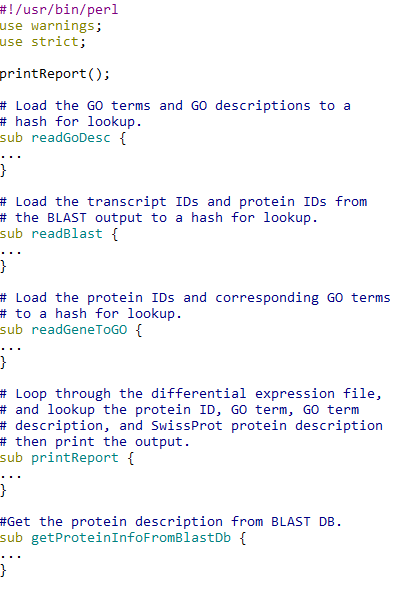 #!/usr/bin/perl
use warnings;
use strict;
printReport();
# Load the GO terms and GO descriptions to a
# hash for lookup.
sub readGoDesc {
...
}
# Load the transcript IDs and protein IDs from
# the BLAST output to a hash for lookup.
sub readBlast {
...
}
# Load the protein IDs and corresponding GO terms
# to a hash for lookup.
sub readGeneToGO {
...
}
# Loop through the differential expression file,
# and lookup the protein ID, GO term, GO term
# description, and SwissProt protein description
# then print the output.
sub printReport {
...
}
#Get the protein description from BLAST DB.
sub getProteinInfoFromBlastDb {
...
}